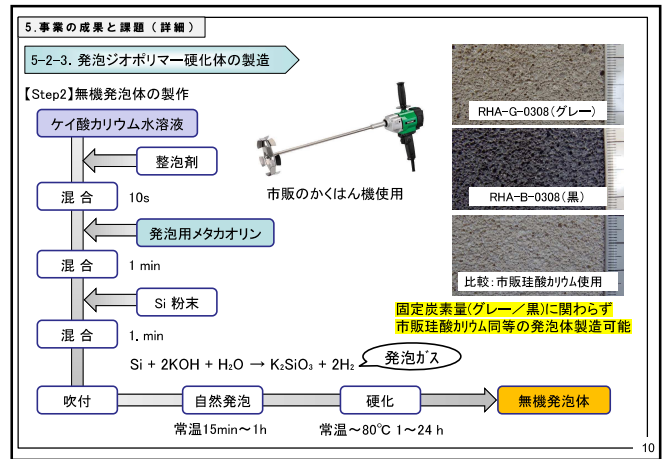 5.事業の成果と課題（詳細）
5-2-3. 発泡ジオポリマー硬化体の製造
【Step2】無機発泡体の製作
ケイ酸カリウム水溶液
整泡剤
混 合 10s
発泡用メタカオリン
混 合 1 min
Si 粉末
混 合 1. min
Si + 2KOH + H₂O → K₂SiO₃ + 2H₂
発泡ガス
吹付
自然発泡
硬化
無機発泡体
常温15min～1h
常温～80℃ 1～24 h
市販のかくはん機使用
RHA-G-0308（グレー）
RHA-B-0308（黒）
比較：市販珪酸カリウム使用
固定炭素量(グレー／黒)に関わらず
市販珪酸カリウム同等の発泡体製造可能
10